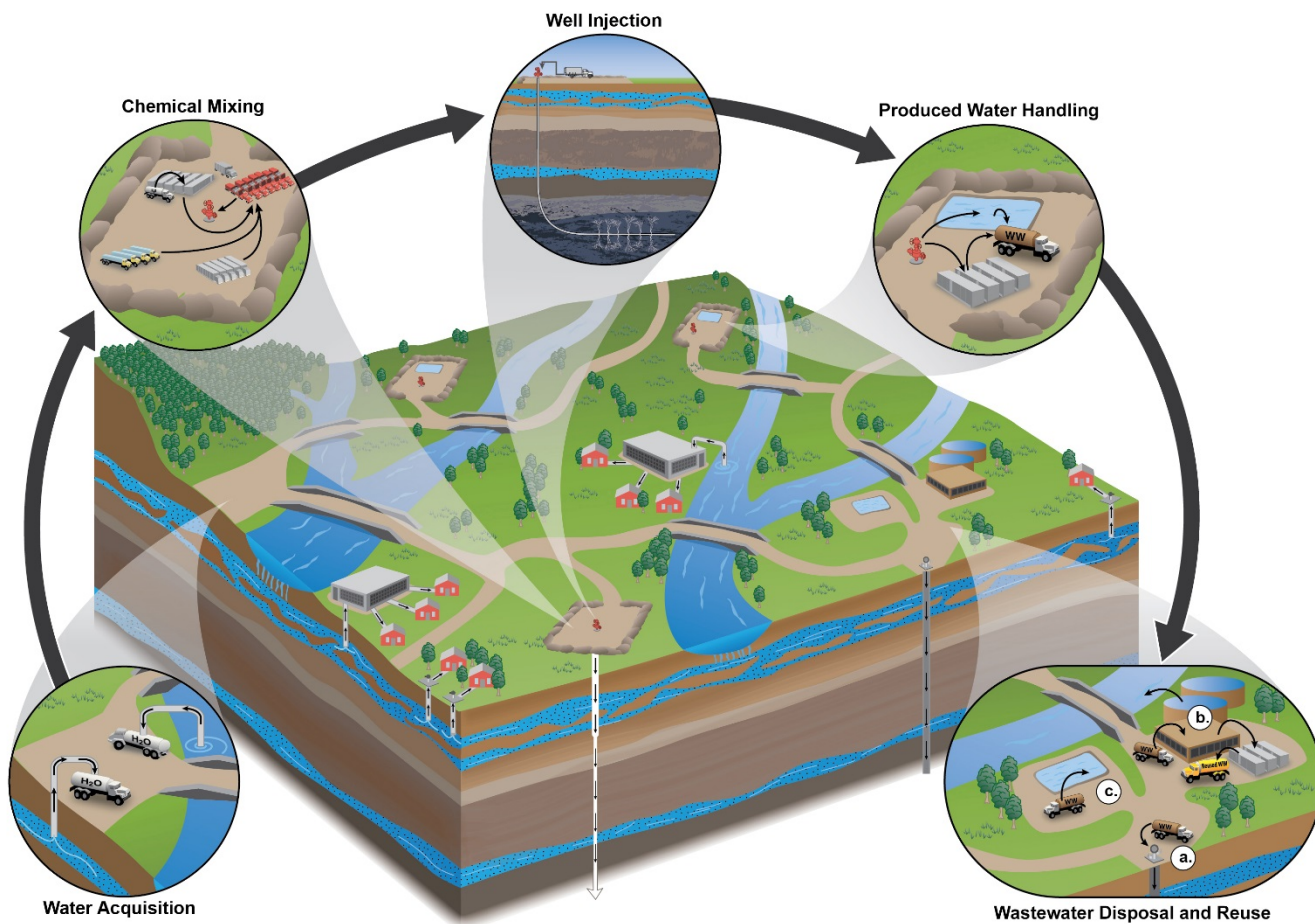 Well Injection
Chemical Mixing
Produced Water Handling
WW
H₂O
H₂O
Water Acquisition
b.
WW
Reused WW
c.
WW
WW
a.
Wastewater Disposal and Reuse